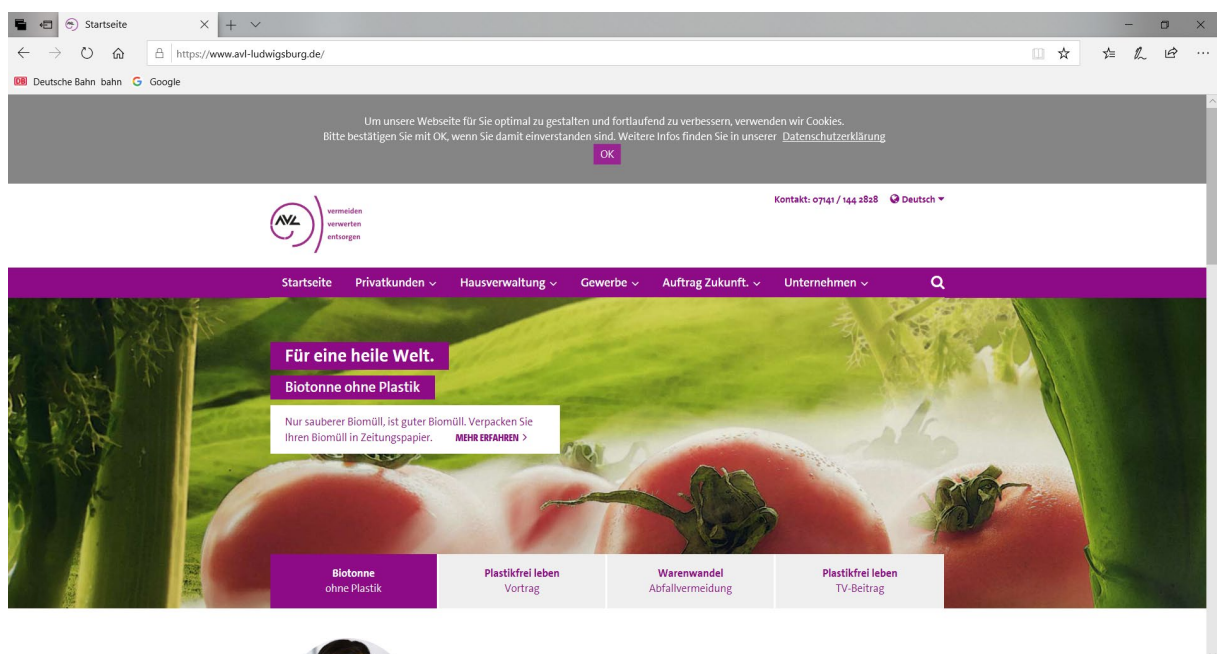 Startseite
https://www.avl-ludwigsburg.de/
Deutsche Bahn bahn Google
Um unsere Webseite für Sie optimal zu gestalten und fortlaufend zu verbessern, verwenden wir Cookies.
Bitte bestätigen Sie mit OK, wenn Sie damit einverstanden sind. Weitere Infos finden Sie in unserer Datenschutzerklärung
OK
Kontakt: 07141 / 144 2828 Deutsch
AVL
vermeiden
verwerten
entsorgen
Startseite Privatkunden Hausverwaltung Gewerbe Auftrag Zukunft. Unternehmen
Für eine heile Welt.
Biotonne ohne Plastik
Nur sauberer Biomüll, ist guter Biomüll. Verpacken Sie
Ihren Biomüll in Zeitungspapier. MEHR ERFAHREN >
Biotonne
ohne Plastik
Plastikfrei leben
Vortrag
Warenwandel
Abfallvermeidung
Plastikfrei leben
TV-Beitrag